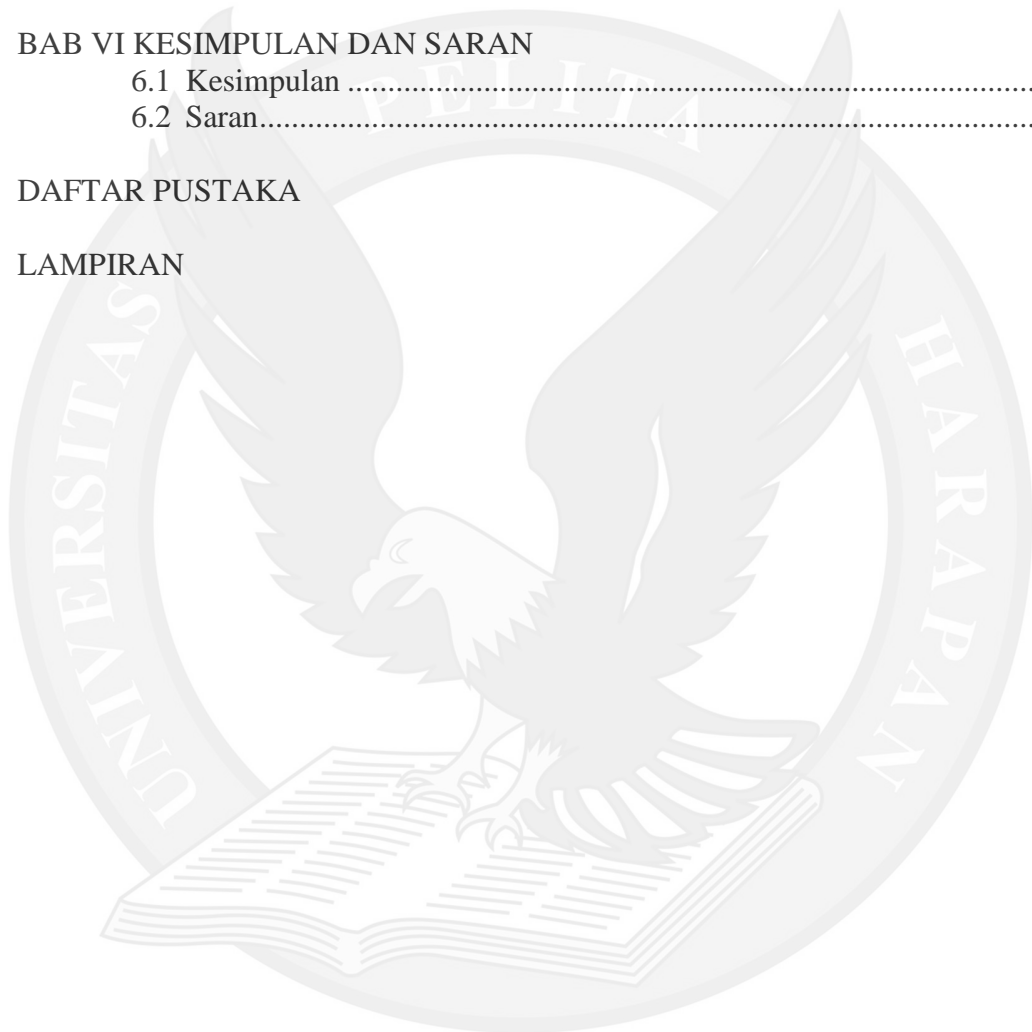 BAB VI KESIMPULAN DAN SARAN
6.1 Kesimpulan ........................................................................................
6.2 Saran...................................................................................................
DAFTAR PUSTAKA
LAMPIRAN
UNIVERSITAS PELITA HARAPAN